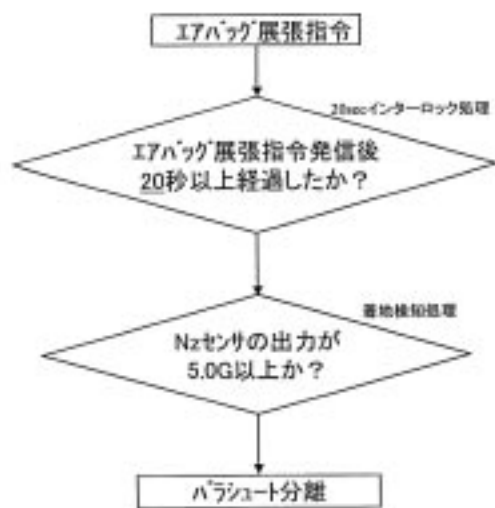 ｴｱﾊﾞｯｸﾞ展張指令
20secインターロック処理
ｴｱﾊﾞｯｸﾞ展張指令発信後
20秒以上経過したか？
着地検知処理
Nzｾﾝｻの出力が
5.0G以上か？
ﾊﾟﾗｼｭｰﾄ分離